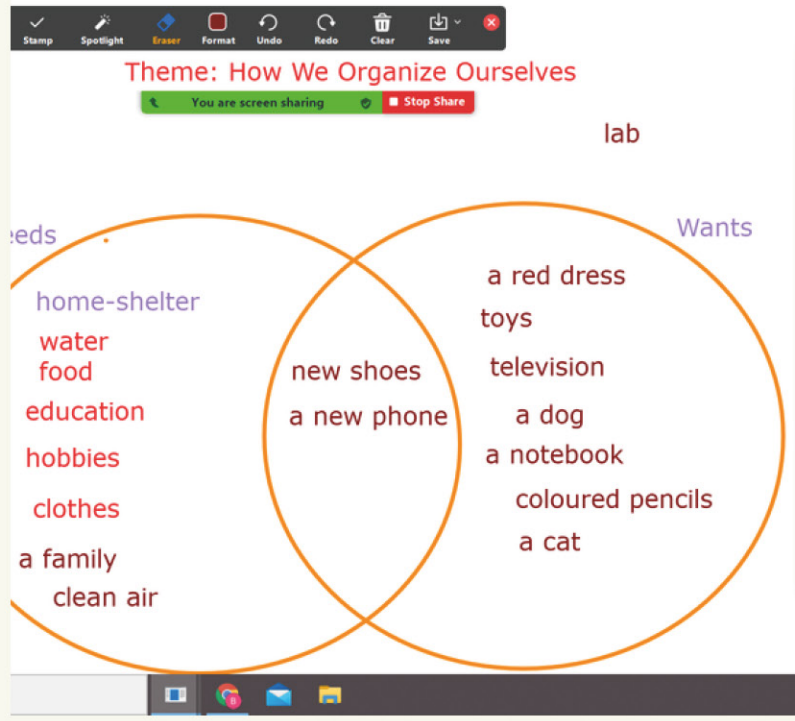 Stamp Spotlight Eraser Format Undo Redo Clear Save
Theme: How We Organize Ourselves
You are screen sharing Stop Share
lab
eeds
Wants
home-shelter
water
food
education
hobbies
clothes
a family
clean air
new shoes
a new phone
a red dress
toys
television
a dog
a notebook
coloured pencils
a cat
B